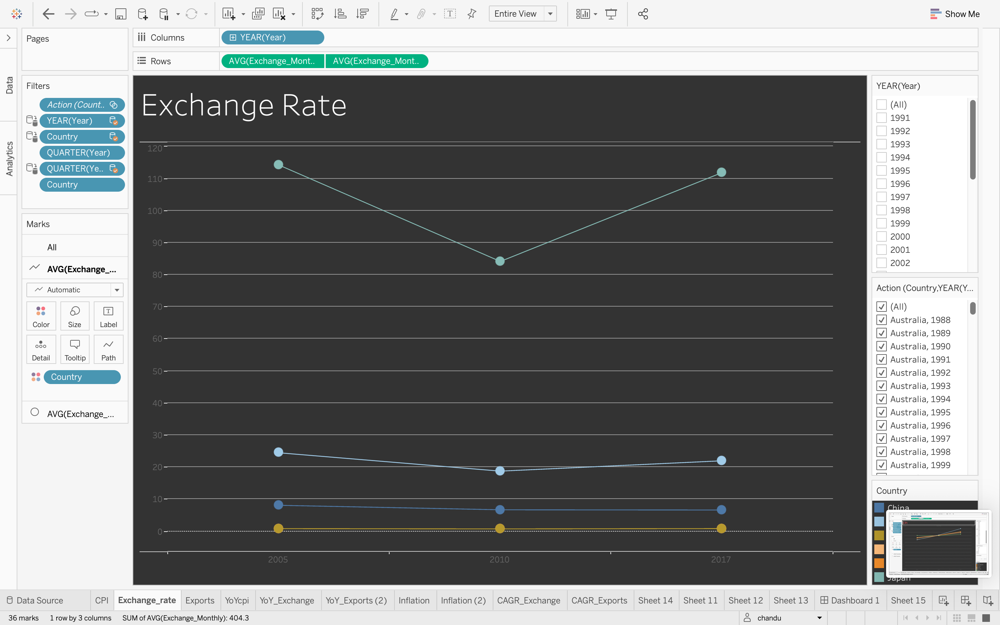 Entire View
Show Me
Pages
Columns
YEAR(Year)
Rows
AVG(Exchange_Mont..
AVG(Exchange_Mont..
Data
Analytics
Filters
Action (Count..
YEAR(Year)
Country
QUARTER(Year)
QUARTER(Ye..
Country
Marks
All
AVG(Exchange_...
Automatic
Color
Size
Label
Detail
Tooltip
Path
Country
AVG(Exchange_...
Exchange Rate
120
110
100
90
80
70
60
50
40
30
20
10
0
2005
2010
2017
YEAR(Year)
(All)
1991
1992
1993
1994
1995
1996
1997
1998
1999
2000
2001
2002
Action (Country,YEAR(Y...
(All)
Australia, 1988
Australia, 1989
Australia, 1990
Australia, 1991
Australia, 1992
Australia, 1993
Australia, 1994
Australia, 1995
Australia, 1996
Australia, 1997
Australia, 1998
Australia, 1999
Country
China
CPI
Japan
Data Source
CPI
Exchange_rate
Exports
YoYcpi
YoY_Exchange
YoY_Exports (2)
Inflation
Inflation (2)
CAGR_Exchange
CAGR_Exports
Sheet 14
Sheet 11
Sheet 12
Sheet 13
Dashboard 1
Sheet 15
36 marks
1 row by 3 columns
SUM of AVG(Exchange_Monthly): 404.3
chandu